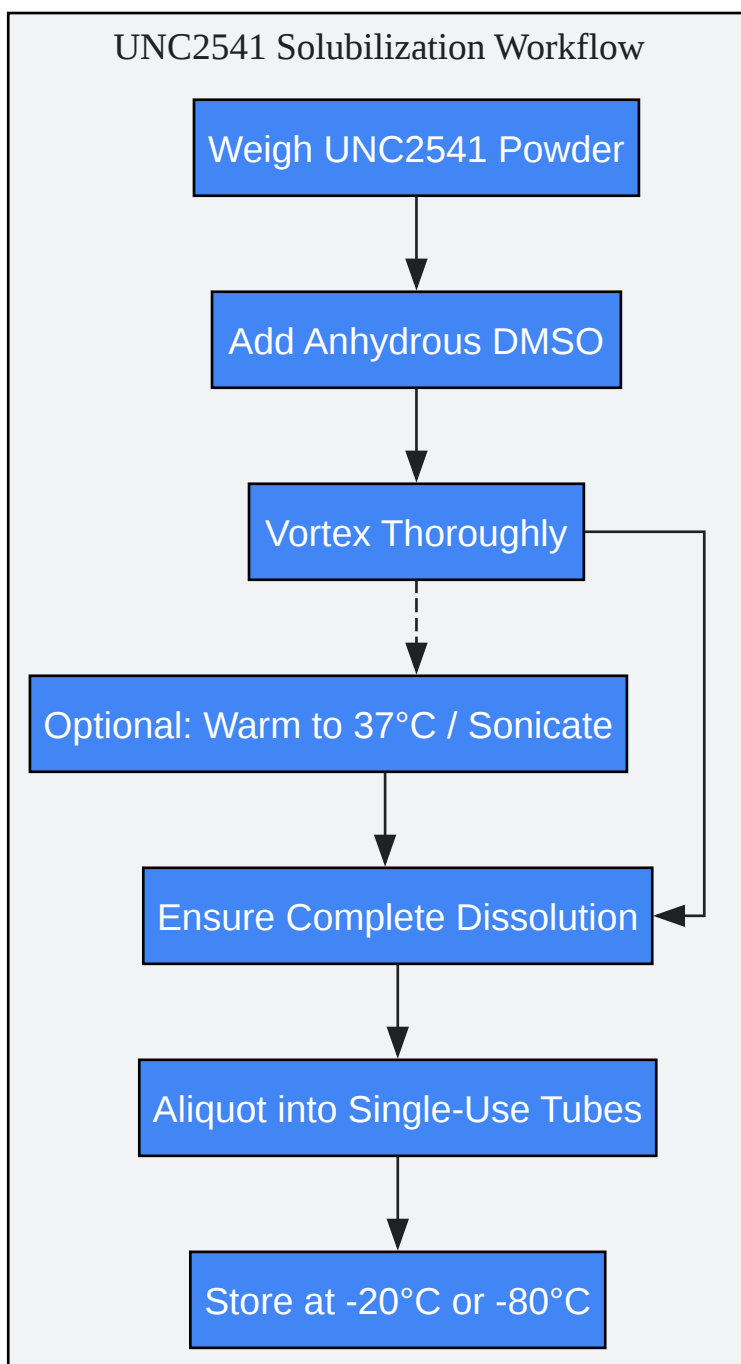 UNC2541 Solubilization Workflow
Weigh UNC2541 Powder
Add Anhydrous DMSO
Vortex Thoroughly
Optional: Warm to 37°C / Sonicate
Ensure Complete Dissolution
Aliquot into Single-Use Tubes
Store at -20°C or -80°C